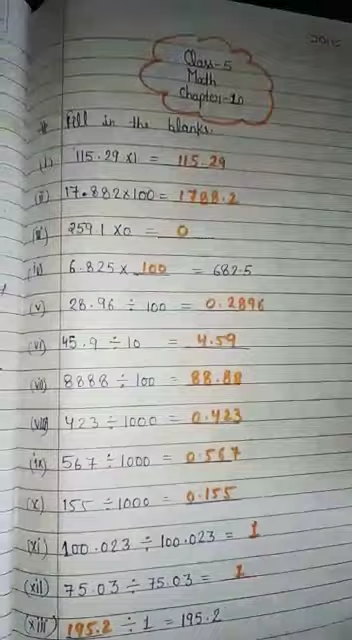 Class-5
Math
Chapter-10
* Fill in the blanks.
(i) 115.29 x 1 = 115.29
(ii) 17.882 x 100 = 1788.2
(iii) 2591 x 0 = 0
(iv) 6.825 x 100 = 682.5
(v) 28.96 ÷ 100 = 0.2896
(vi) 45.9 ÷ 10 = 4.59
(vii) 8888 ÷ 100 = 88.88
(viii) 423 ÷ 1000 = 0.423
(ix) 567 ÷ 1000 = 0.567
(x) 155 ÷ 1000 = 0.155
(xi) 100.023 ÷ 100.023 = 1
(xii) 75.03 ÷ 75.03 = 1
(xiii) 195.2 ÷ 1 = 195.2